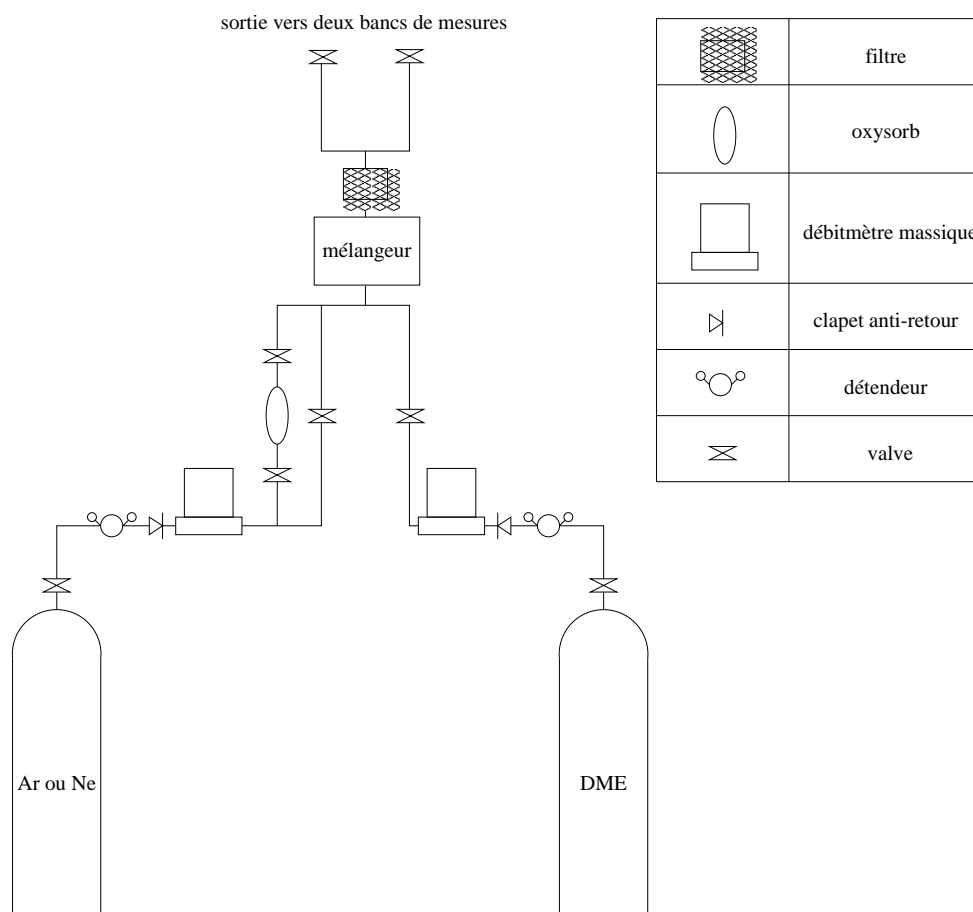 sortie vers deux bancs de mesures
mélangeur
Ar ou Ne
DME
filtre
oxysorb
débitmètre massique
clapet anti-retour
détendeur
valve